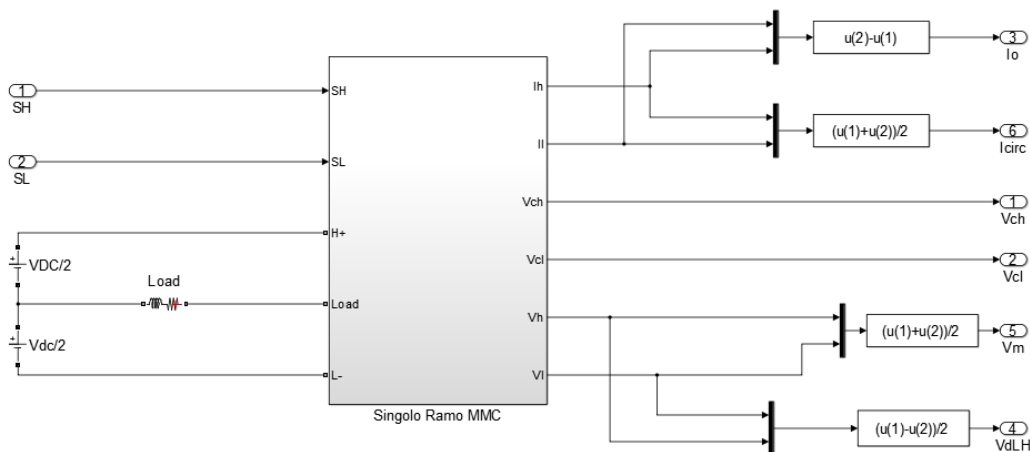 u(2)-u(1)
3
Io
1
SH
SH
Ih
(u(1)+u(2))/2
6
Icirc
Il
2
SL
SL
Vch
1
Vch
H+
VDC/2
Vcl
2
Vcl
Load
Load
Vh
(u(1)+u(2))/2
5
Vm
Vdc/2
L-
Vl
Singolo Ramo MMC
(u(1)-u(2))/2
4
VdLH